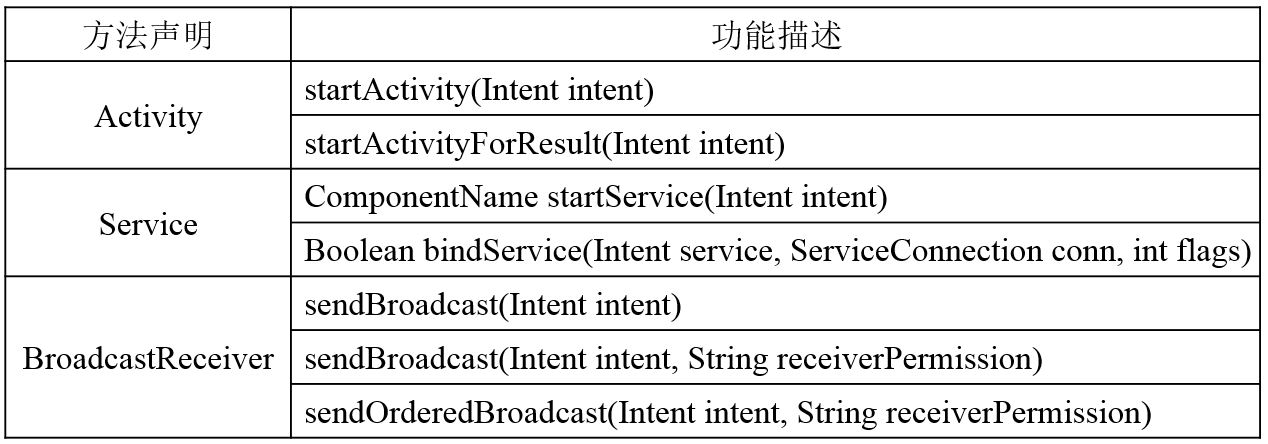 方法声明
功能描述
Activity
startActivity(Intent intent)
startActivityForResult(Intent intent)
Service
ComponentName startService(Intent intent)
Boolean bindService(Intent service, ServiceConnection conn, int flags)
BroadcastReceiver
sendBroadcast(Intent intent)
sendBroadcast(Intent intent, String receiverPermission)
sendOrderedBroadcast(Intent intent, String receiverPermission)